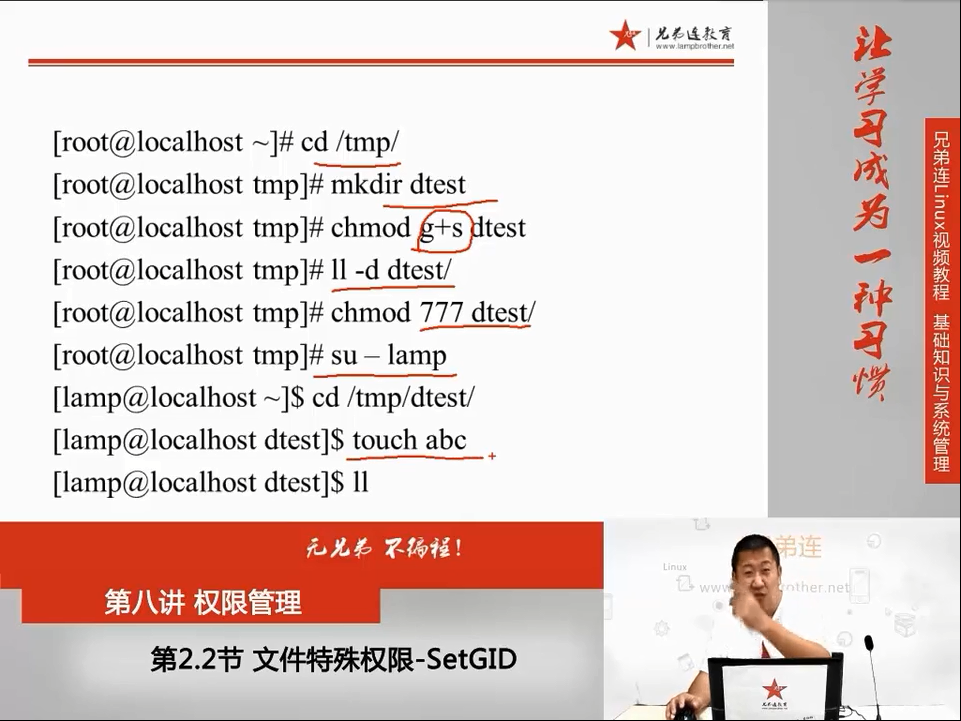 兄弟连教育
www.lampbrother.net
[root@localhost ~]# cd /tmp/
[root@localhost tmp]# mkdir dtest
[root@localhost tmp]# chmod g+s dtest
[root@localhost tmp]# ll -d dtest/
[root@localhost tmp]# chmod 777 dtest/
[root@localhost tmp]# su – lamp
[lamp@localhost ~]$ cd /tmp/dtest/
[lamp@localhost dtest]$ touch abc
[lamp@localhost dtest]$ ll
让学习成为一种习惯
兄弟连Linux视频教程 基础知识与系统管理
无兄弟 不编程!
第八讲 权限管理
第2.2节 文件特殊权限-SetGID
弟连
Linux
www.
brother.net
兄弟连教育